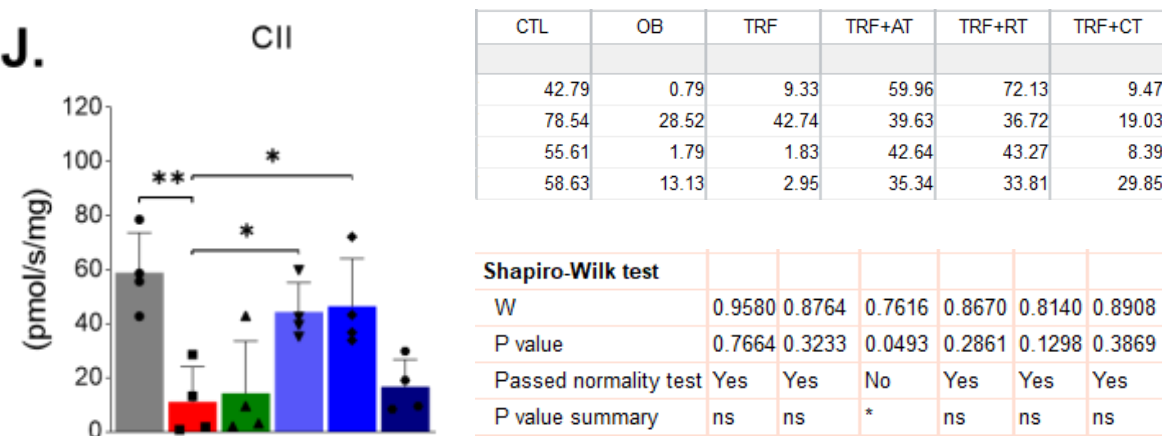 J.
CII
(pmol/s/mg)
120
100
80
60
40
20
0
**
*
*
CTL OB TRF TRF+AT TRF+RT TRF+CT
42.79 0.79 9.33 59.96 72.13 9.47
78.54 28.52 42.74 39.63 36.72 19.03
55.61 1.79 1.83 42.64 43.27 8.39
58.63 13.13 2.95 35.34 33.81 29.85
Shapiro-Wilk test
W 0.9580 0.8764 0.7616 0.8670 0.8140 0.8908
P value 0.7664 0.3233 0.0493 0.2861 0.1298 0.3869
Passed normality test Yes Yes No Yes Yes Yes
P value summary ns ns * ns ns ns